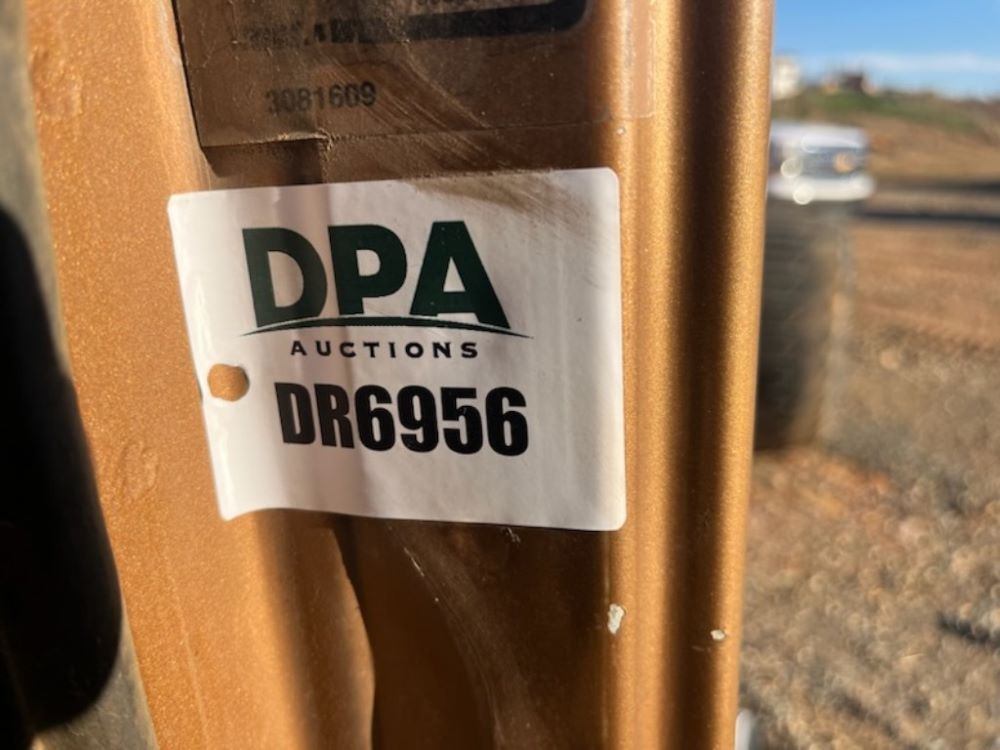 3081609
DPA
AUCTIONS
DR6956